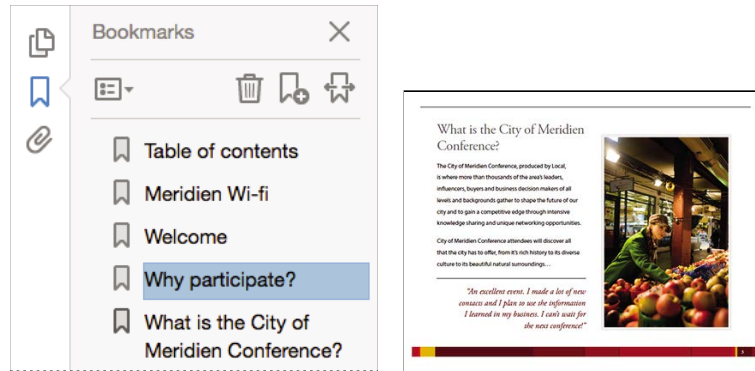 Bookmarks
Table of contents
Meridien Wi-fi
Welcome
Why participate?
What is the City of
Meridien Conference?
What is the City of Meridien
Conference?
The City of Meridien Conference, produced by Local,
is where more than thousands of the area's leaders,
influencers, buyers and business decision makers of all
levels and backgrounds gather to shape the future of our
city and to gain a competitive edge through intensive
knowledge sharing and unique networking opportunities.
City of Meridien Conference attendees will discover all
that the city has to offer, from it's rich history to its diverse
culture to its beautiful natural surroundings…
"An excellent event. I made a lot of new
contacts and I plan to use the information
I learned in my business. I can't wait for
the next conference!"